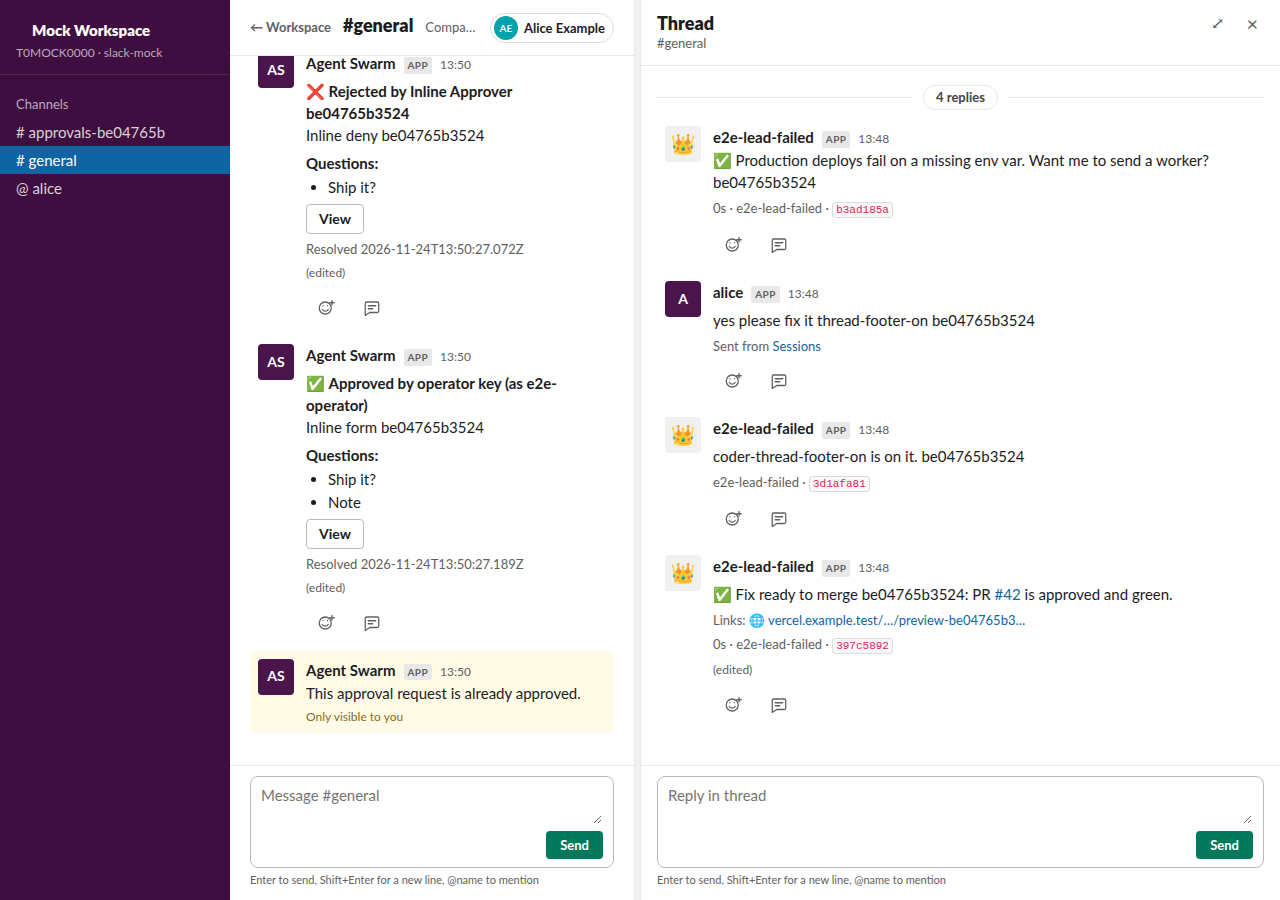 Mock Workspace
T0MOCK0000 · slack-mock
Channels
# approvals-be04765b
# general
@ alice
← Workspace #general Compa... AE Alice Example
AS Agent Swarm APP 13:50
❌ Rejected by Inline Approver
be04765b3524
Inline deny be04765b3524
Questions:
• Ship it?
View
Resolved 2026-11-24T13:50:27.072Z
(edited)
AS Agent Swarm APP 13:50
✅ Approved by operator key (as e2e-
operator)
Inline form be04765b3524
Questions:
• Ship it?
• Note
View
Resolved 2026-11-24T13:50:27.189Z
(edited)
AS Agent Swarm APP 13:50
This approval request is already approved.
Only visible to you
Message #general
Send
Enter to send, Shift+Enter for a new line, @name to mention
Thread
#general
4 replies
e2e-lead-failed APP 13:48
✅ Production deploys fail on a missing env var. Want me to send a worker?
be04765b3524
0s · e2e-lead-failed · b3ad185a
A alice APP 13:48
yes please fix it thread-footer-on be04765b3524
Sent from Sessions
e2e-lead-failed APP 13:48
coder-thread-footer-on is on it. be04765b3524
e2e-lead-failed · 3d1afa81
e2e-lead-failed APP 13:48
✅ Fix ready to merge be04765b3524: PR #42 is approved and green.
Links: 🌐 vercel.example.test/.../preview-be04765b3...
0s · e2e-lead-failed · 397c5892
(edited)
Reply in thread
Send
Enter to send, Shift+Enter for a new line, @name to mention